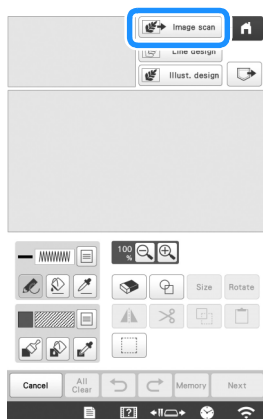 Image scan
Line design
Illust. design
100 %
Size
Rotate
Cancel
All Clear
Memory
Next
?